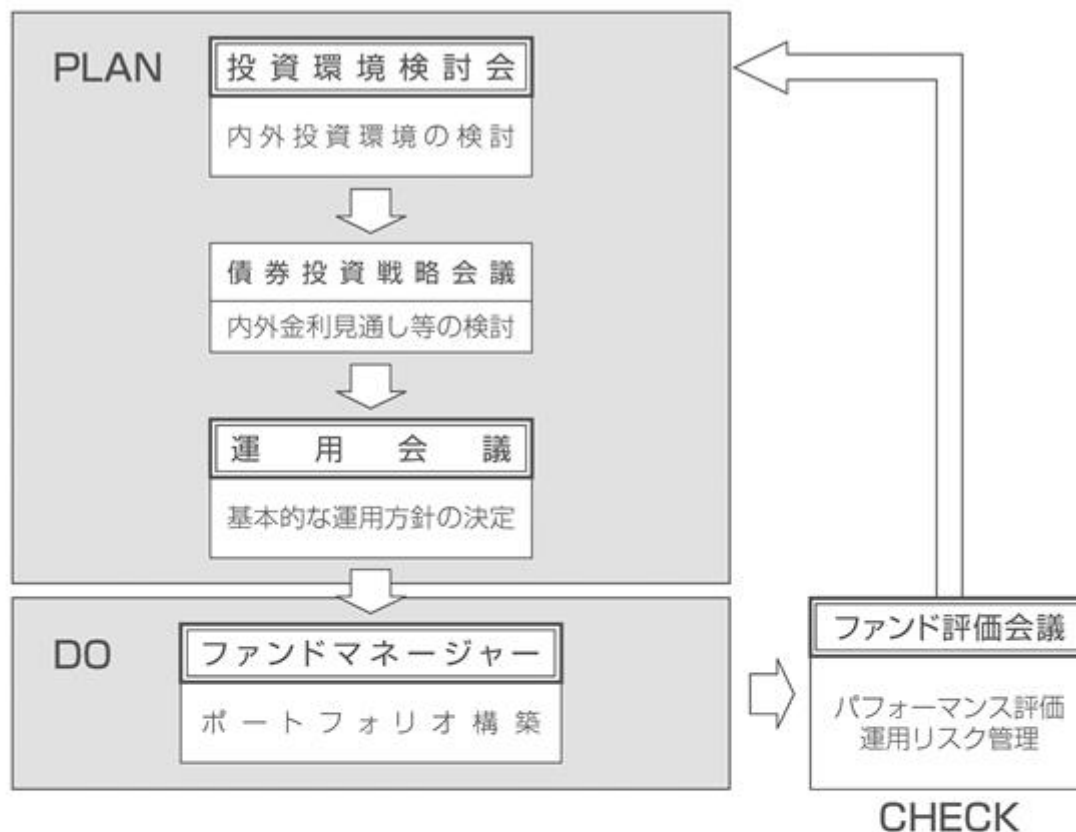 PLAN
投資環境検討会
内外投資環境の検討
債券投資戦略会議
内外金利見通し等の検討
運用会議
基本的な運用方針の決定
DO
ファンドマネージャー
ポートフォリオ構築
ファンド評価会議
パフォーマンス評価
運用リスク管理
CHECK